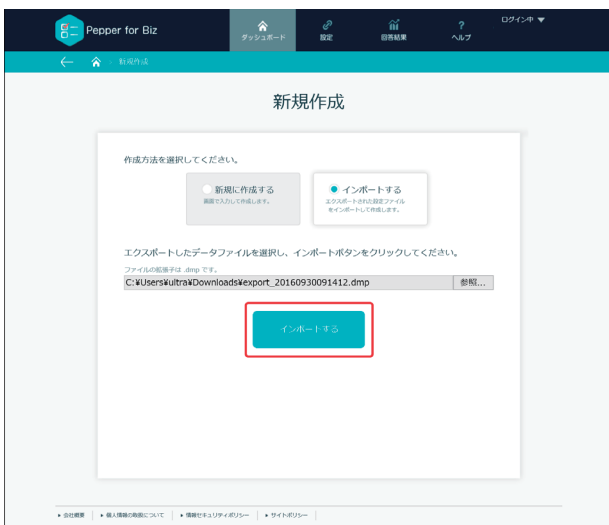 Pepper for Biz
ダッシュボード
設定
回答結果
? ヘルプ
ログイン中 ▼
新規作成
新規作成
作成方法を選択してください。
新規に作成する
画面で入力して作成します。
インポートする
エクスポートされた設定ファイル
をインポートして作成します。
エクスポートしたデータファイルを選択し、インポートボタンをクリックしてください。
ファイルの拡張子は .dmp です。
C:¥Users¥ultra¥Downloads¥export_20160930091412.dmp
参照...
インポートする
会社概要
個人情報の取扱について
情報セキュリティポリシー
サイトポリシー